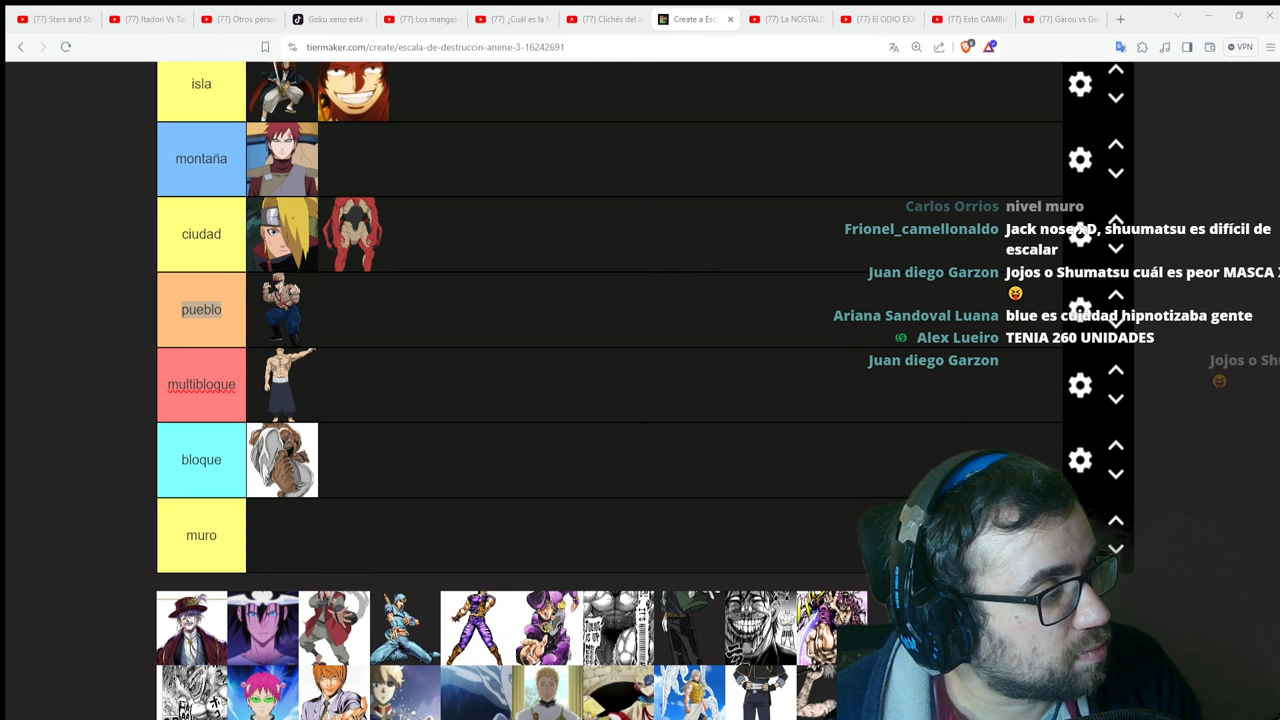 (77) Stars and St
(77) Itadori Vs To
(77) Otros perso
Goku xeno está
(77) Los mangas
(77) ¿Cuál es la
(77) Clichés del a
Create a Esc
(77) La NOSTALG
(77) El ODIO EXA
(77) Esto CAMBI
(77) Garou vs Ge
tiermaker.com/create/escala-de-destruccin-anime-3-16242691
VPN
isla
montaña
ciudad
pueblo
multibloque
bloque
muro
Carlos Orrios nivel muro
Frionel_camellonaldo Jack nose xD, shuumatsu es difícil de
escalar
Juan diego Garzon Jojos o Shumatsu cuál es peor MASCA
Ariana Sandoval Luana blue es cuiddad hipnotizaba gente
Alex Lueiro TENIA 260 UNIDADES
Juan diego Garzon Jojos o Sh